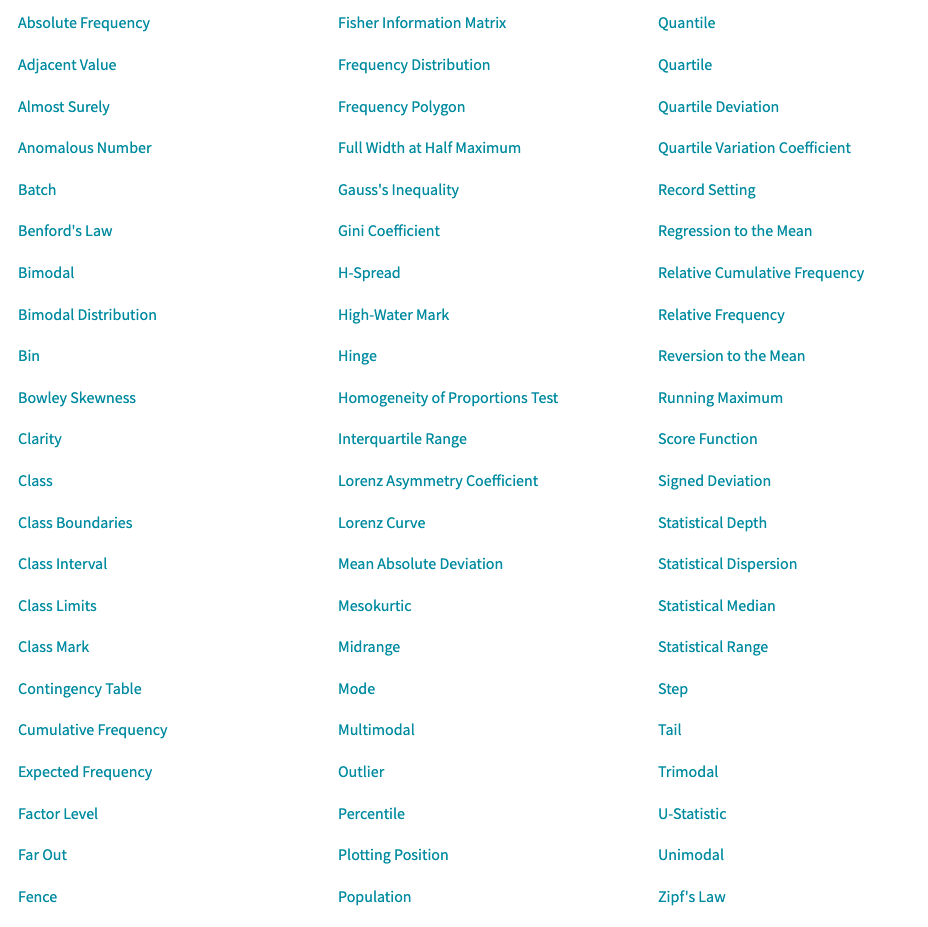 Absolute Frequency
Adjacent Value
Almost Surely
Anomalous Number
Batch
Benford's Law
Bimodal
Bimodal Distribution
Bin
Bowley Skewness
Clarity
Class
Class Boundaries
Class Interval
Class Limits
Class Mark
Contingency Table
Cumulative Frequency
Expected Frequency
Factor Level
Far Out
Fence
Fisher Information Matrix
Frequency Distribution
Frequency Polygon
Full Width at Half Maximum
Gauss's Inequality
Gini Coefficient
H-Spread
High-Water Mark
Hinge
Homogeneity of Proportions Test
Interquartile Range
Lorenz Asymmetry Coefficient
Lorenz Curve
Mean Absolute Deviation
Mesokurtic
Midrange
Mode
Multimodal
Outlier
Percentile
Plotting Position
Population
Quantile
Quartile
Quartile Deviation
Quartile Variation Coefficient
Record Setting
Regression to the Mean
Relative Cumulative Frequency
Relative Frequency
Reversion to the Mean
Running Maximum
Score Function
Signed Deviation
Statistical Depth
Statistical Dispersion
Statistical Median
Statistical Range
Step
Tail
Trimodal
U-Statistic
Unimodal
Zipf's Law